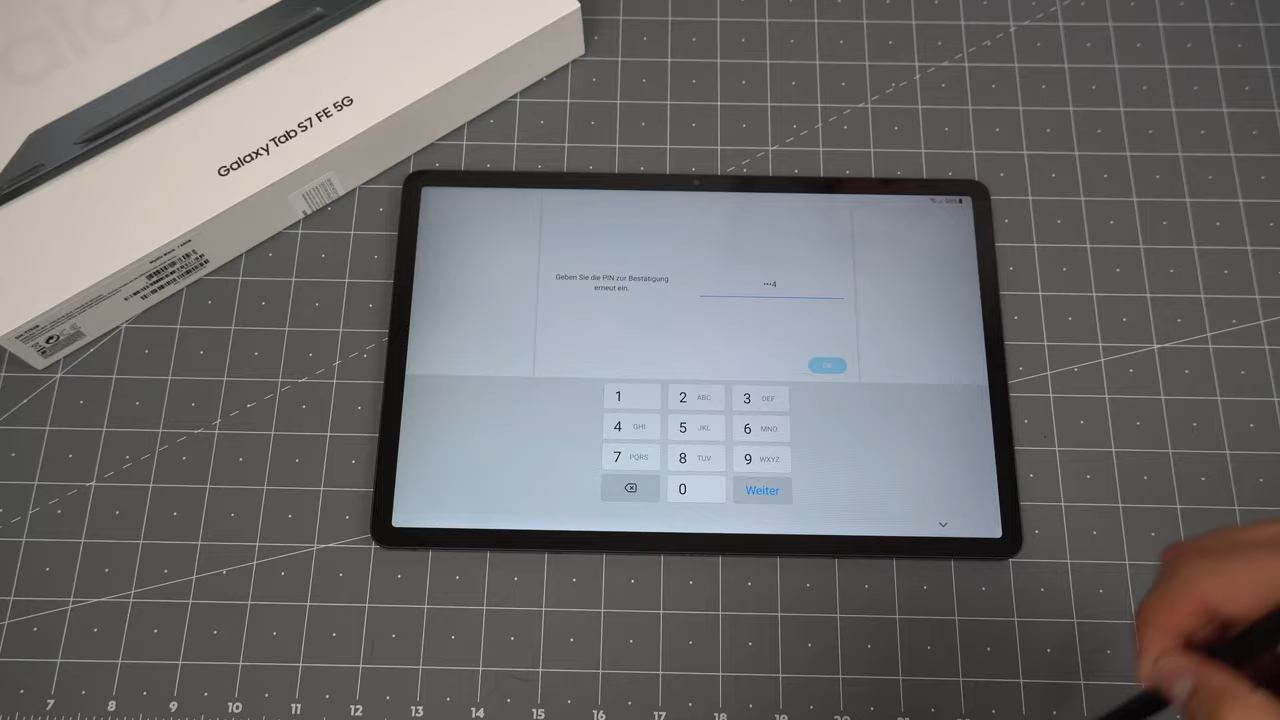 Galaxy Tab S7 FE 5G
Geben Sie die PIN zur Bestätigung
erneut ein.
•••4
OK
1
2 ABC
3 DEF
4 GHI
5 JKL
6 MNO
7 PQRS
8 TUV
9 WXYZ
0
Weiter
7 8 9 10 11 12 13 14 15 16 17 18 19 20